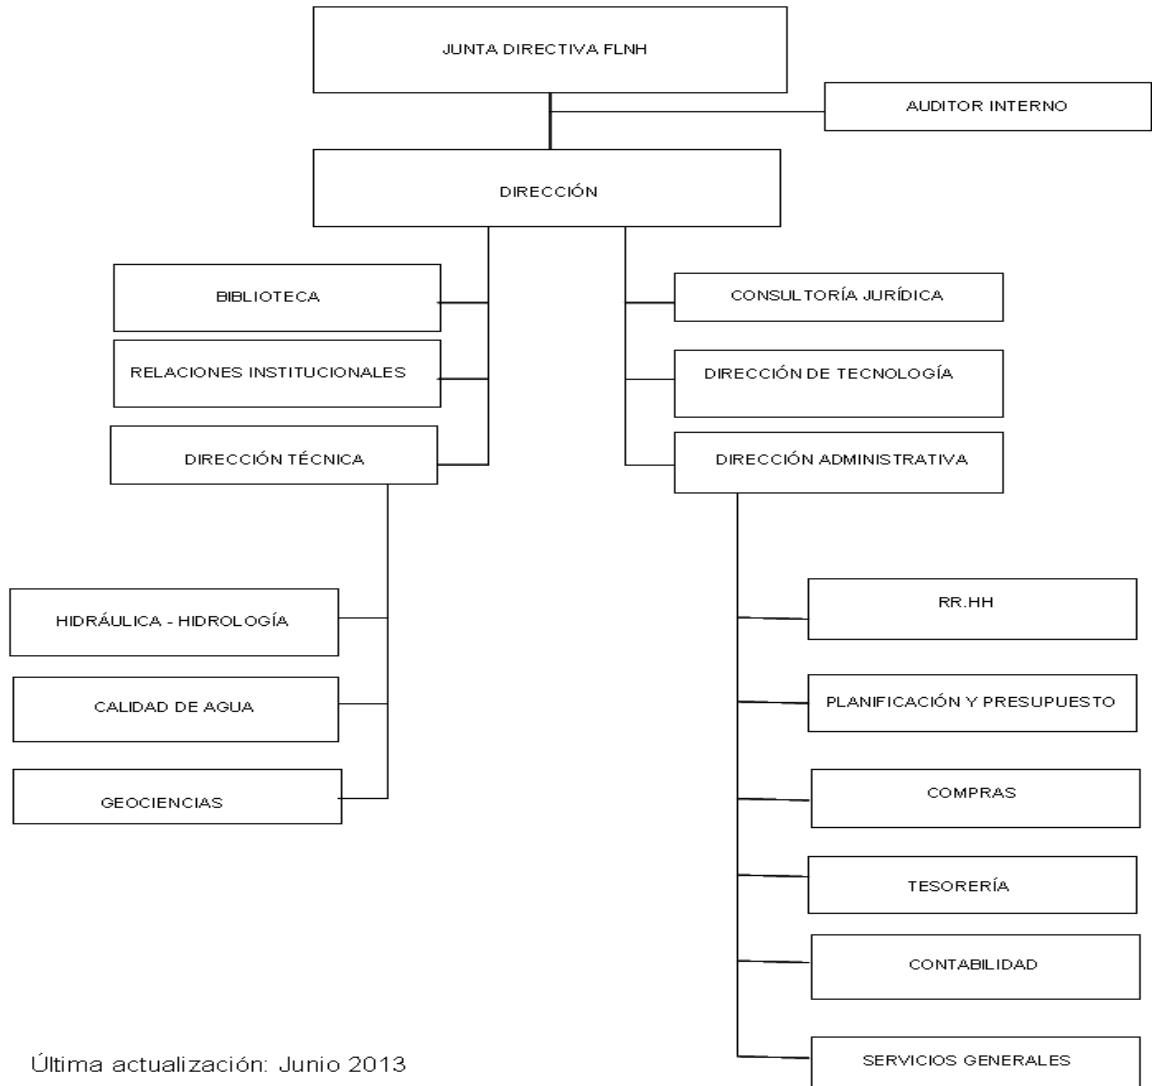 JUNTA DIRECTIVA FLNH
AUDITOR INTERNO
DIRECCIÓN
BIBLIOTECA
CONSULTORÍA JURÍDICA
RELACIONES INSTITUCIONALES
DIRECCIÓN DE TECNOLOGÍA
DIRECCIÓN TÉCNICA
DIRECCIÓN ADMINISTRATIVA
HIDRÁULICA - HIDROLOGÍA
RR.HH
CALIDAD DE AGUA
PLANIFICACIÓN Y PRESUPUESTO
GEOCIENCIAS
COMPRAS
TESORERÍA
CONTABILIDAD
SERVICIOS GENERALES
Última actualización: Junio 2013